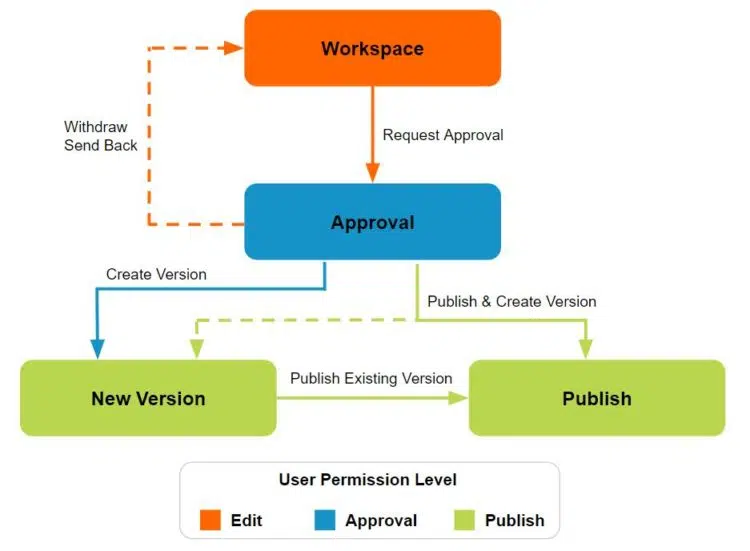 Workspace
Withdraw
Send Back
Request Approval
Approval
Create Version
Publish & Create Version
New Version
Publish Existing Version
Publish
User Permission Level
Edit
Approval
Publish